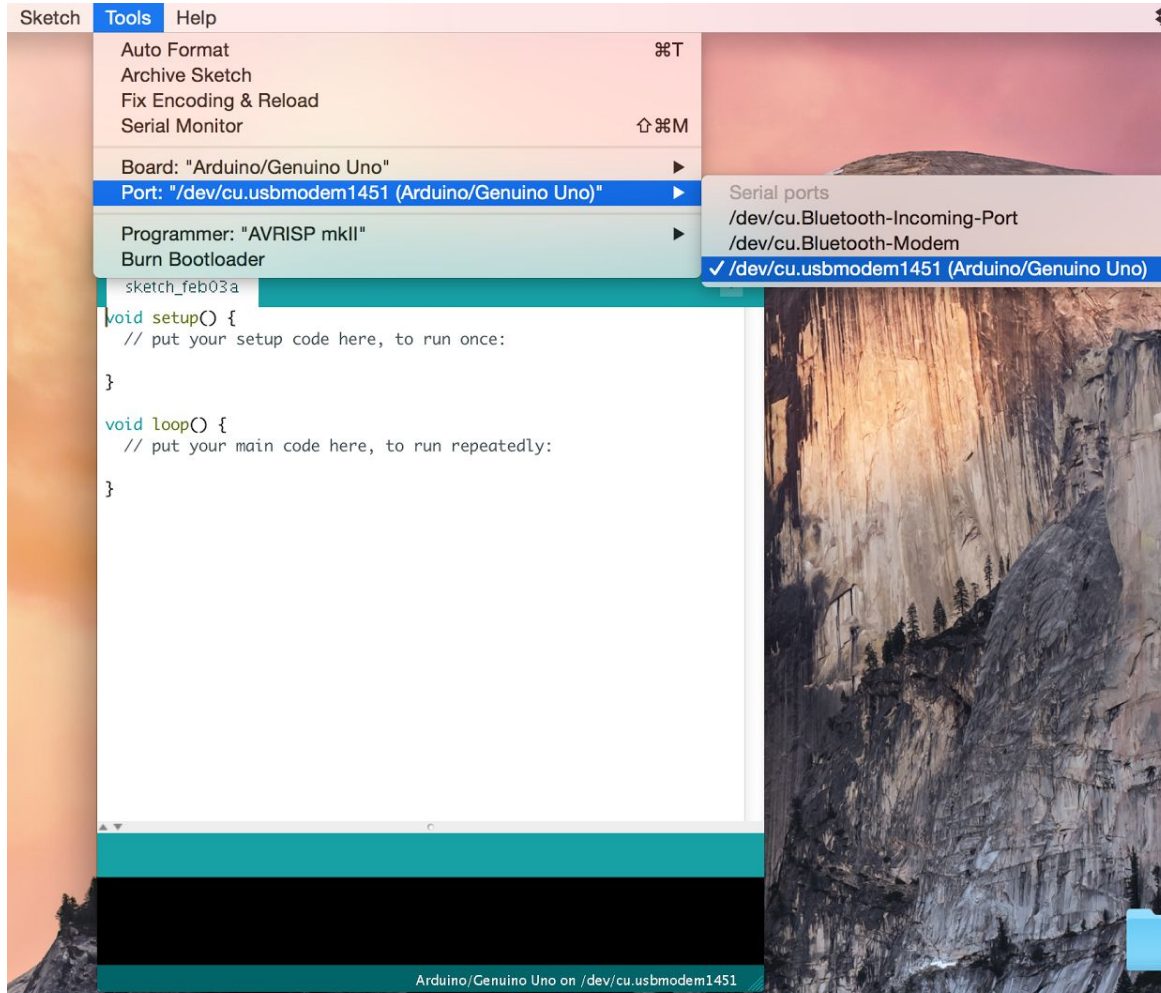 Sketch Tools Help
Auto Format ⌘T
Archive Sketch
Fix Encoding & Reload
Serial Monitor ⇧⌘M
Board: "Arduino/Genuino Uno" ▶
Port: "/dev/cu.usbmodem1451 (Arduino/Genuino Uno)" ▶
Programmer: "AVRISP mkII" ▶
Burn Bootloader
Serial ports
/dev/cu.Bluetooth-Incoming-Port
/dev/cu.Bluetooth-Modem
✓ /dev/cu.usbmodem1451 (Arduino/Genuino Uno)
sketch_feb03a
void setup() {
  // put your setup code here, to run once:
}
void loop() {
  // put your main code here, to run repeatedly:
}
Arduino/Genuino Uno on /dev/cu.usbmodem1451